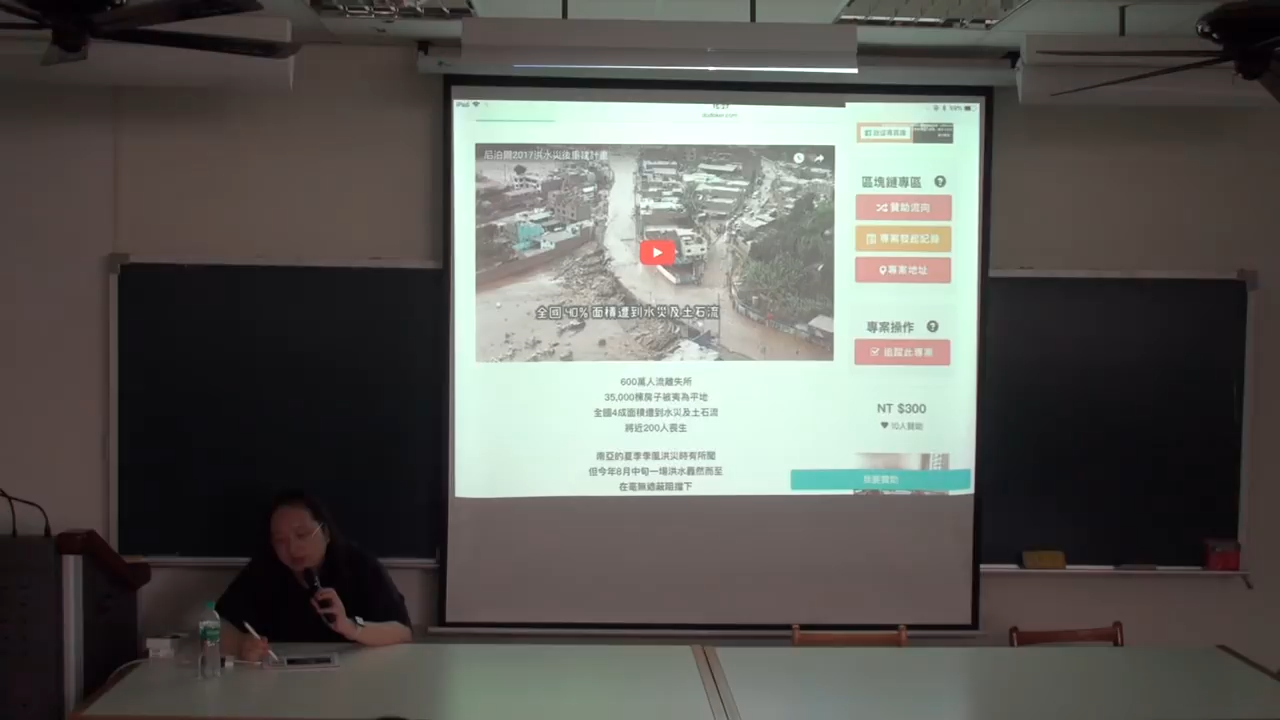 iPad
尼泊爾2017洪水災後重建計畫
全國40%面積遭到水災及土石流
600萬人流離失所
35,000棟房子被夷為平地
全國4成面積遭到水災及土石流
將近200人喪生
南亞的夏季季風洪災時有所聞
但今年8月中旬一場洪水轟然而至
在毫無遮蔽阻擋下
區塊鏈專區
贊助流向
專案發起紀錄
專案地址
專案操作
追蹤此專案
NT $300
10人贊助